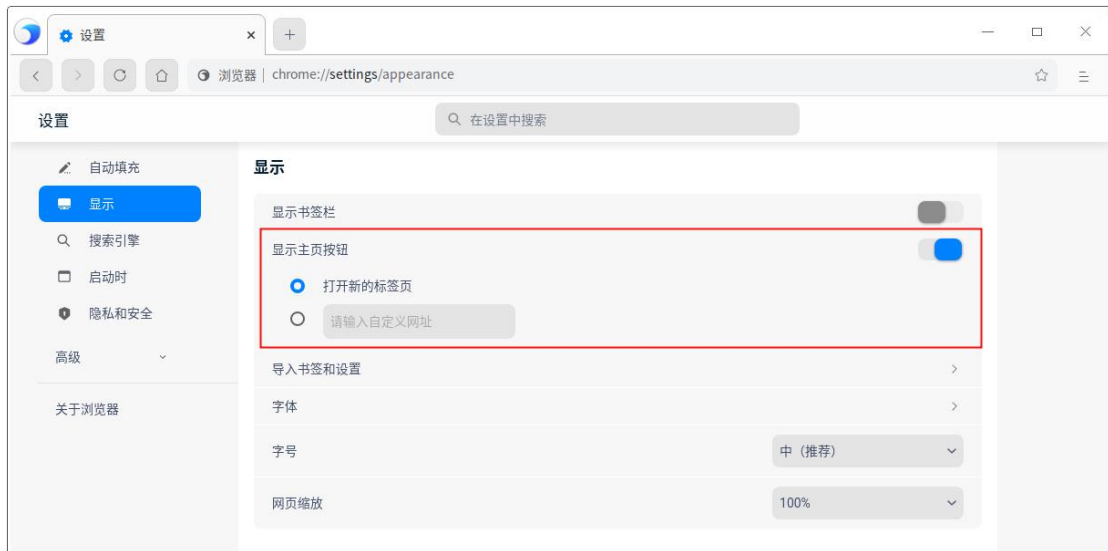 设置
浏览器 | chrome://settings/appearance
设置
在设置中搜索
自动填充
显示
搜索引擎
启动时
隐私和安全
高级
关于浏览器
显示
显示书签栏
显示主页按钮
打开新的标签页
请输入自定义网址
导入书签和设置
字体
字号
中（推荐）
网页缩放
100%